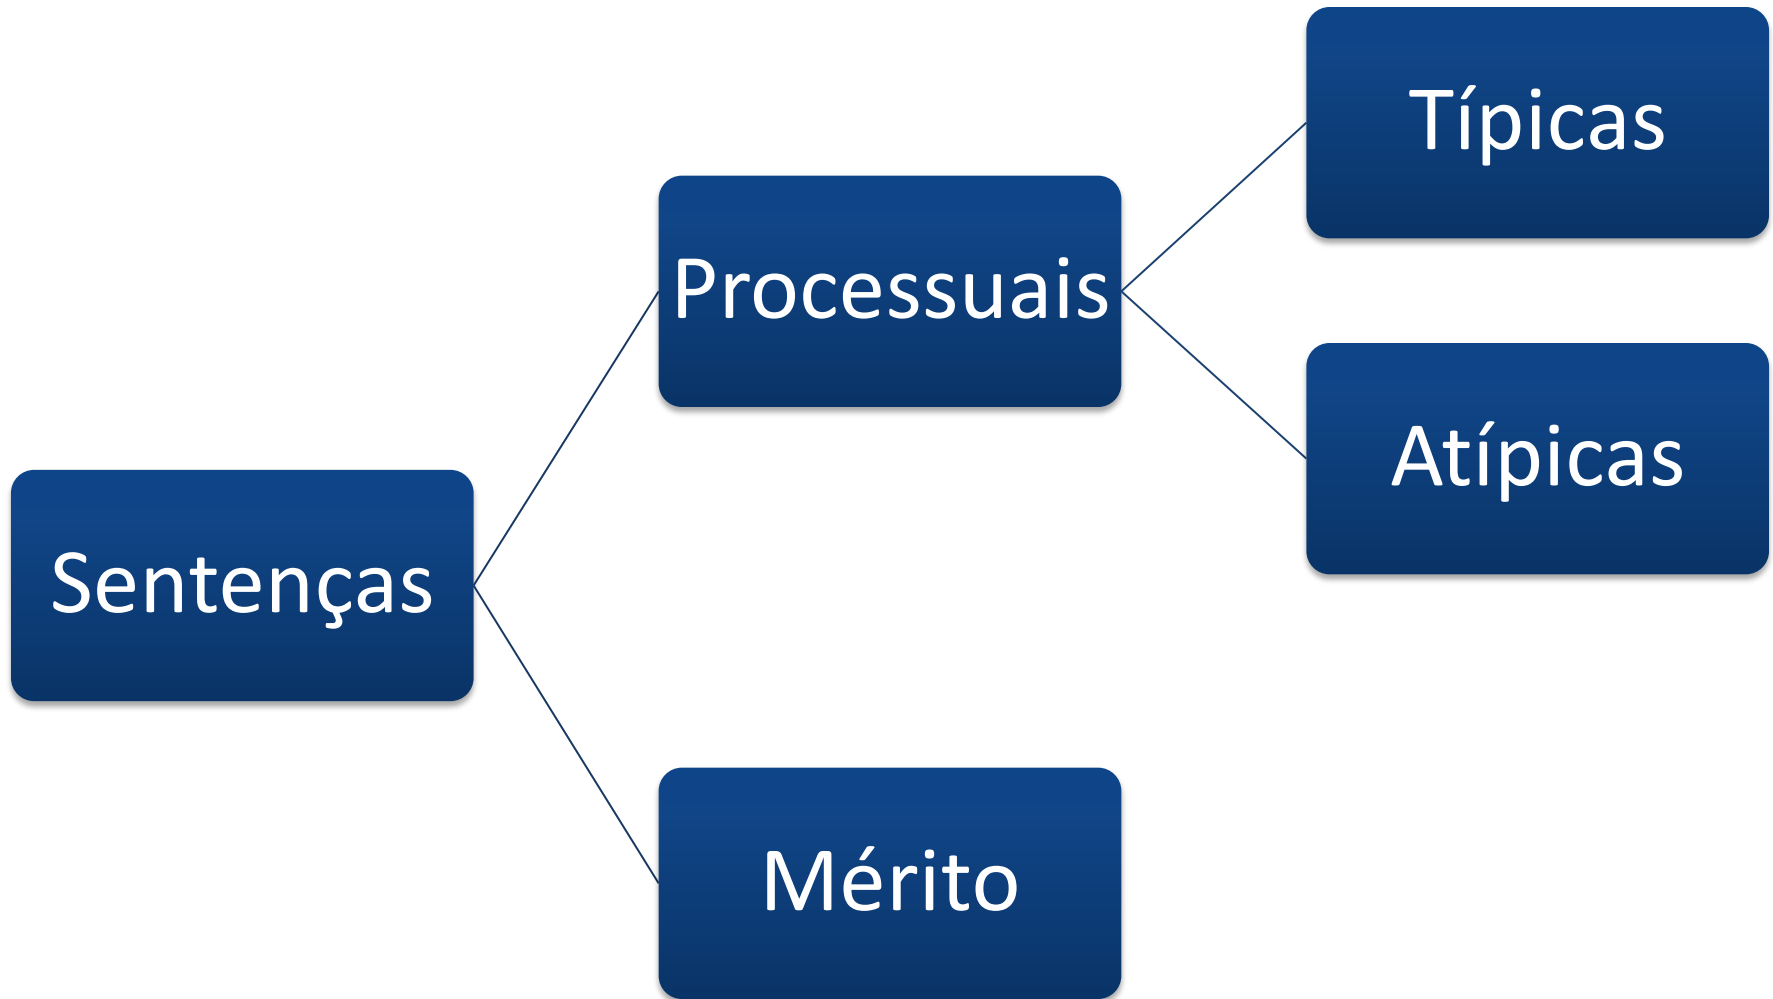 Sentenças
Processuais
Típicas
Atípicas
Mérito